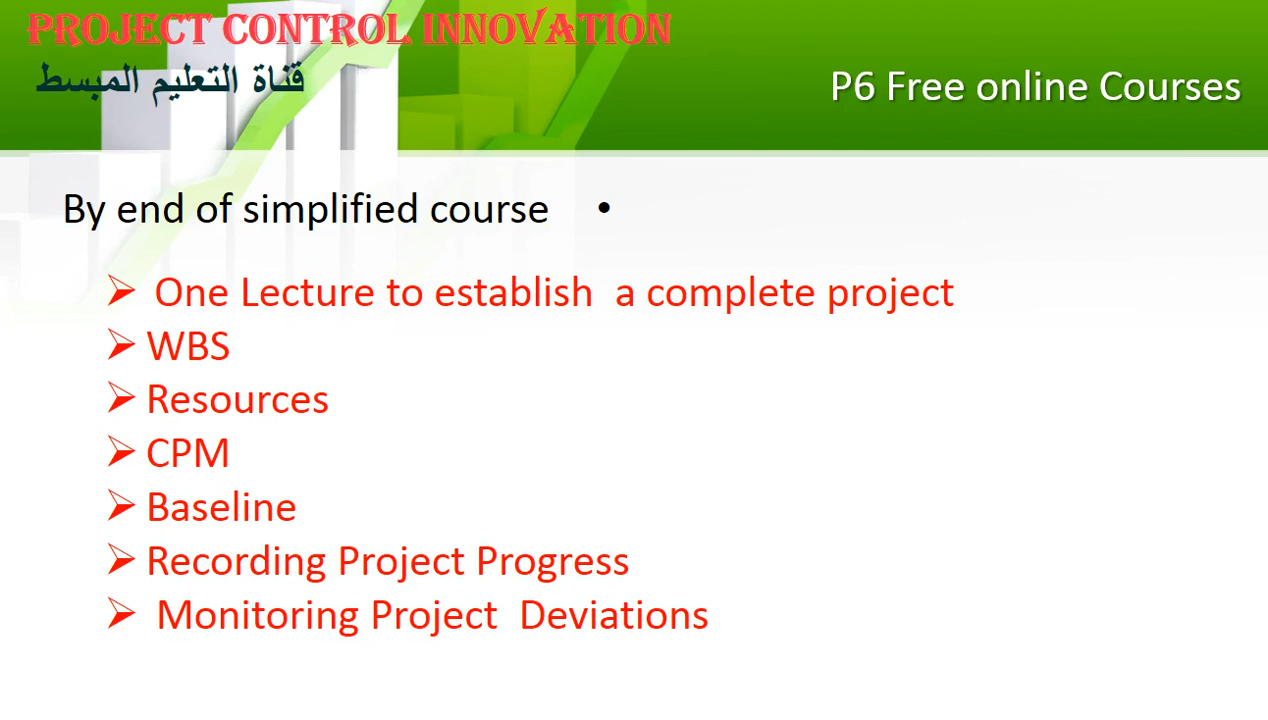 PROJECT CONTROL INNOVATION
قناة التعليم المبسط
P6 Free online Courses
By end of simplified course •
➢ One Lecture to establish a complete project
➢ WBS
➢ Resources
➢ CPM
➢ Baseline
➢ Recording Project Progress
➢ Monitoring Project Deviations